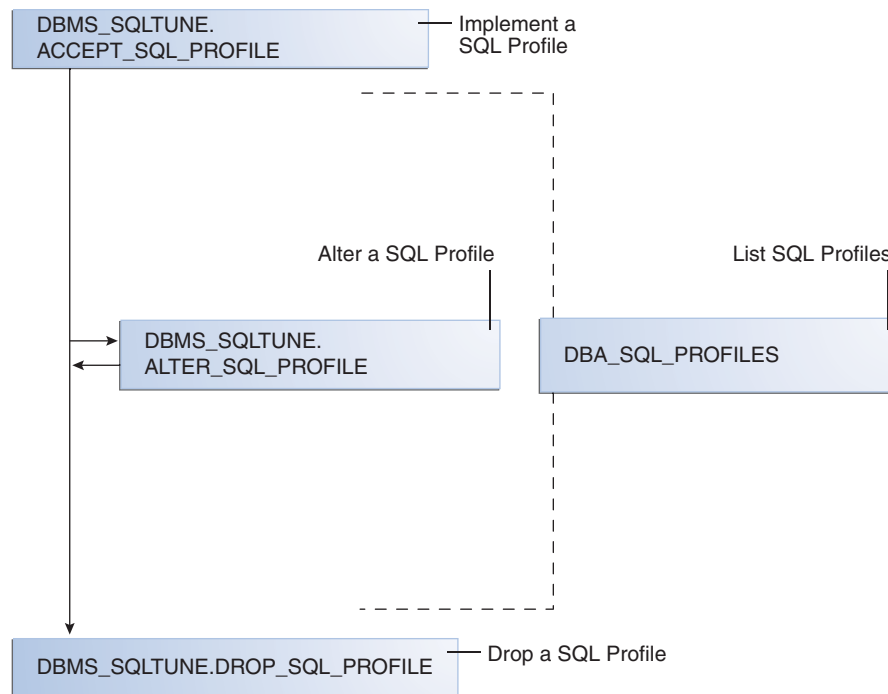 DBMS_SQLTUNE.
ACCEPT_SQL_PROFILE
Implement a
SQL Profile
Alter a SQL Profile
List SQL Profiles
DBMS_SQLTUNE.
ALTER_SQL_PROFILE
DBA_SQL_PROFILES
DBMS_SQLTUNE.DROP_SQL_PROFILE
Drop a SQL Profile